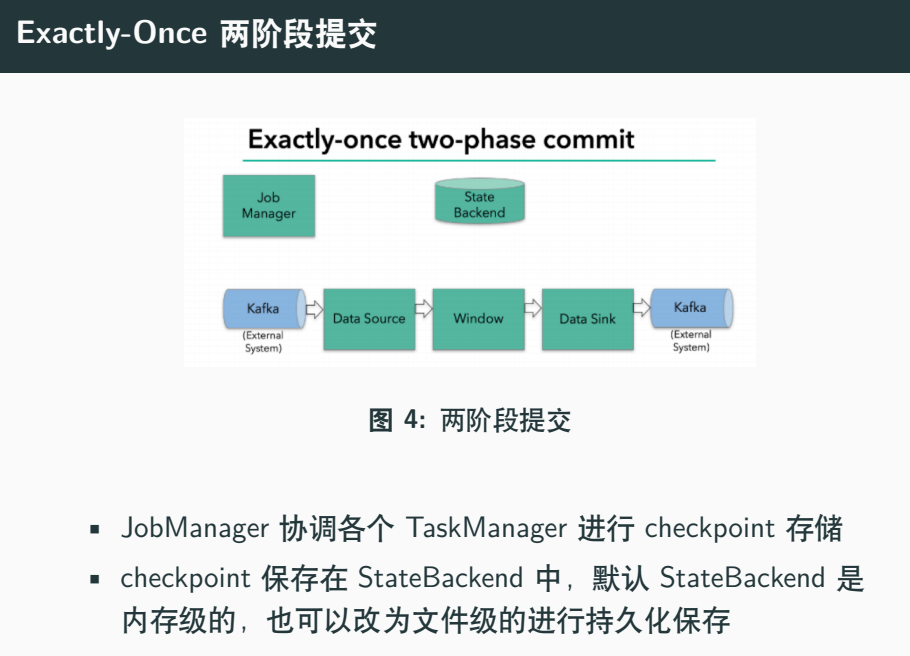 Exactly-Once 两阶段提交
Exactly-once two-phase commit
Job
Manager
State
Backend
Kafka
(External
System)
Data Source
Window
Data Sink
Kafka
(External
System)
图 4: 两阶段提交
▪ JobManager 协调各个 TaskManager 进行 checkpoint 存储
▪ checkpoint 保存在 StateBackend 中，默认 StateBackend 是
内存级的，也可以改为文件级的进行持久化保存